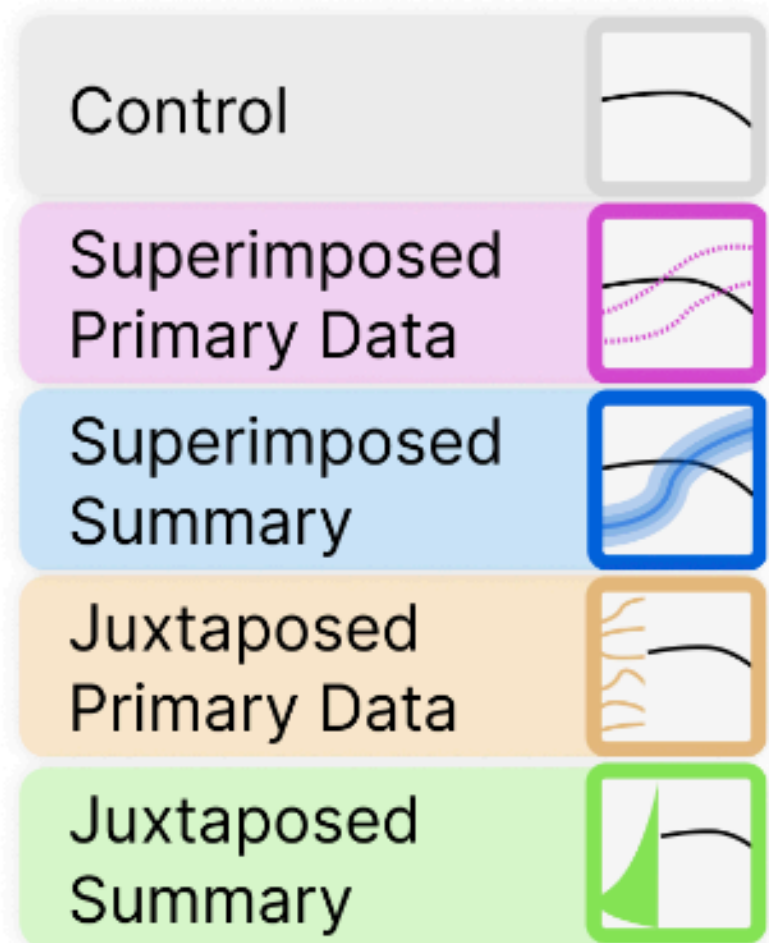 Control
Superimposed
Primary Data
Superimposed
Summary
Juxtaposed
Primary Data
Juxtaposed
Summary